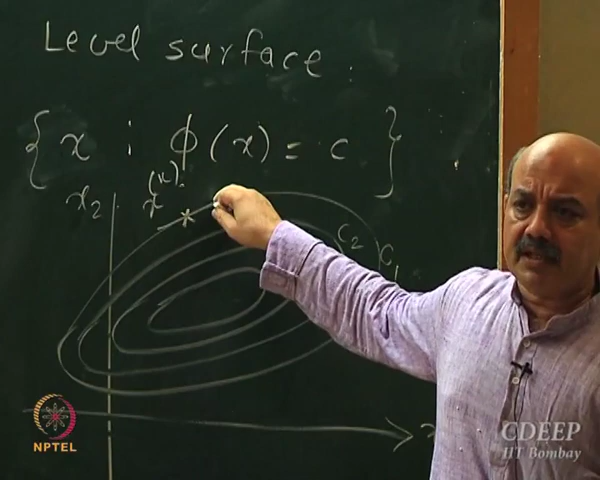 Level surface.
{ x : ϕ(x) = c }
x₂
x⁽ᵏ⁾
*
C₂
C₁
NPTEL
CDEEP
IIT Bombay